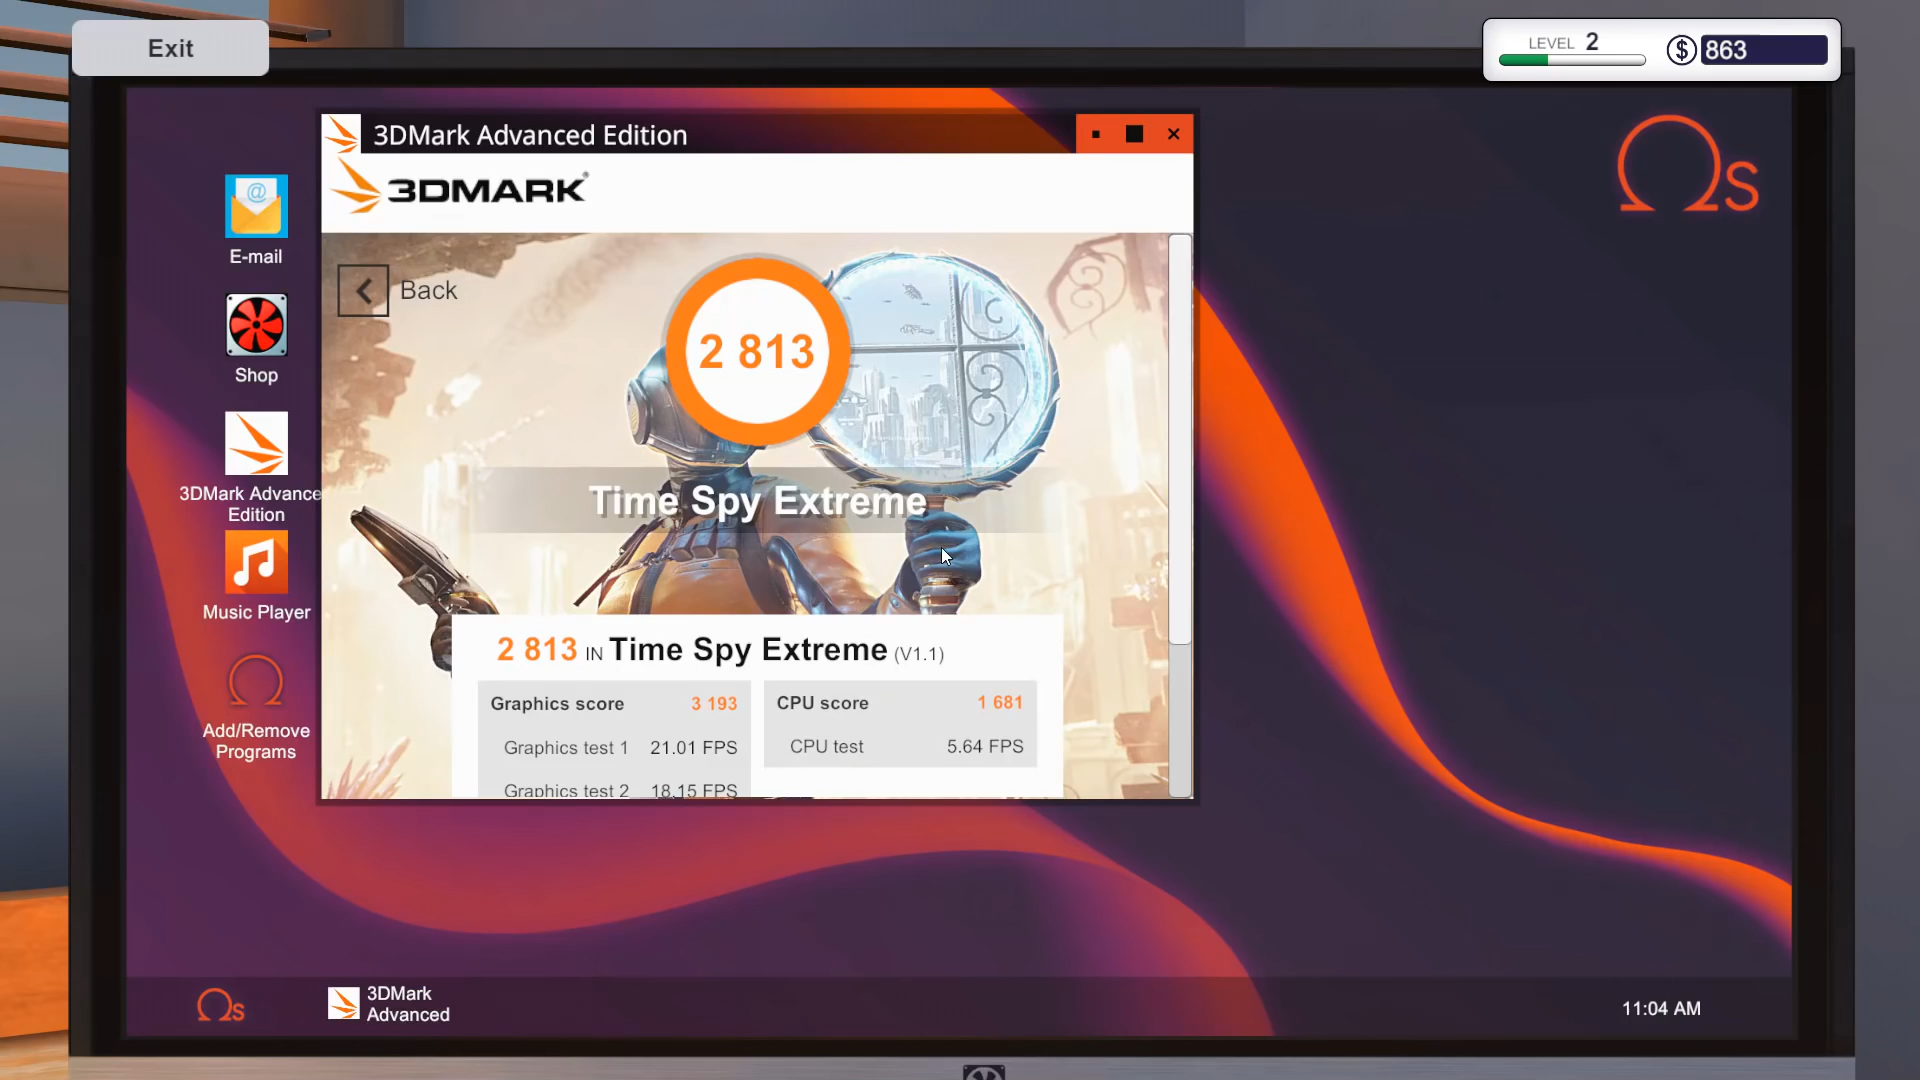 Exit
LEVEL 2
$ 863
3DMark Advanced Edition
3DMARK
Back
2 813
Time Spy Extreme
2 813 IN Time Spy Extreme (V1.1)
Graphics score 3 193
Graphics test 1 21.01 FPS
Graphics test 2 18.15 FPS
CPU score 1 681
CPU test 5.64 FPS
E-mail
Shop
3DMark Advance
Edition
Music Player
Add/Remove
Programs
Ωs
Ωs
3DMark
Advanced
11:04 AM